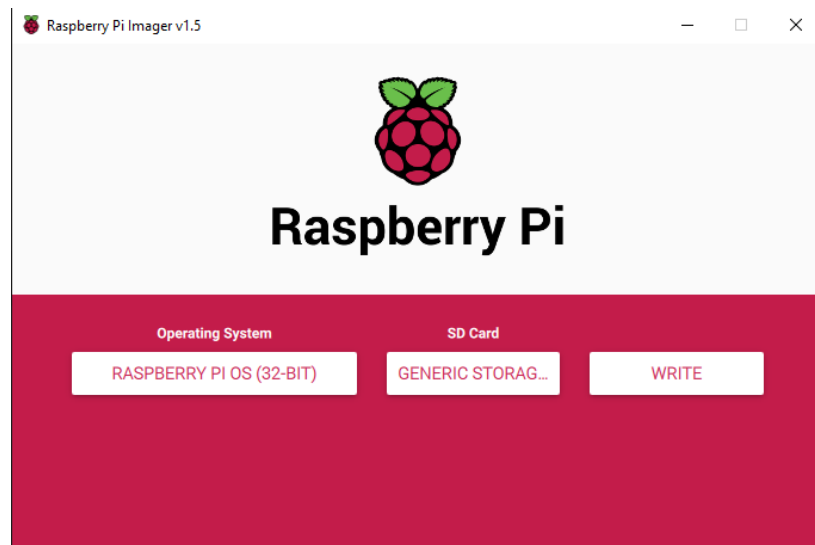 Raspberry Pi Imager v1.5
Raspberry Pi
Operating System
SD Card
RASPBERRY PI OS (32-BIT)
GENERIC STORAG...
WRITE